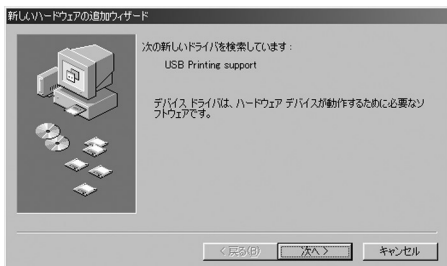 新しいハードウェアの追加ウィザード
次の新しいドライバを検索しています：
USB Printing support
デバイス ドライバは、ハードウェア デバイスが動作するために必要なソ
フトウェアです。
< 戻る(B)
次へ >
キャンセル